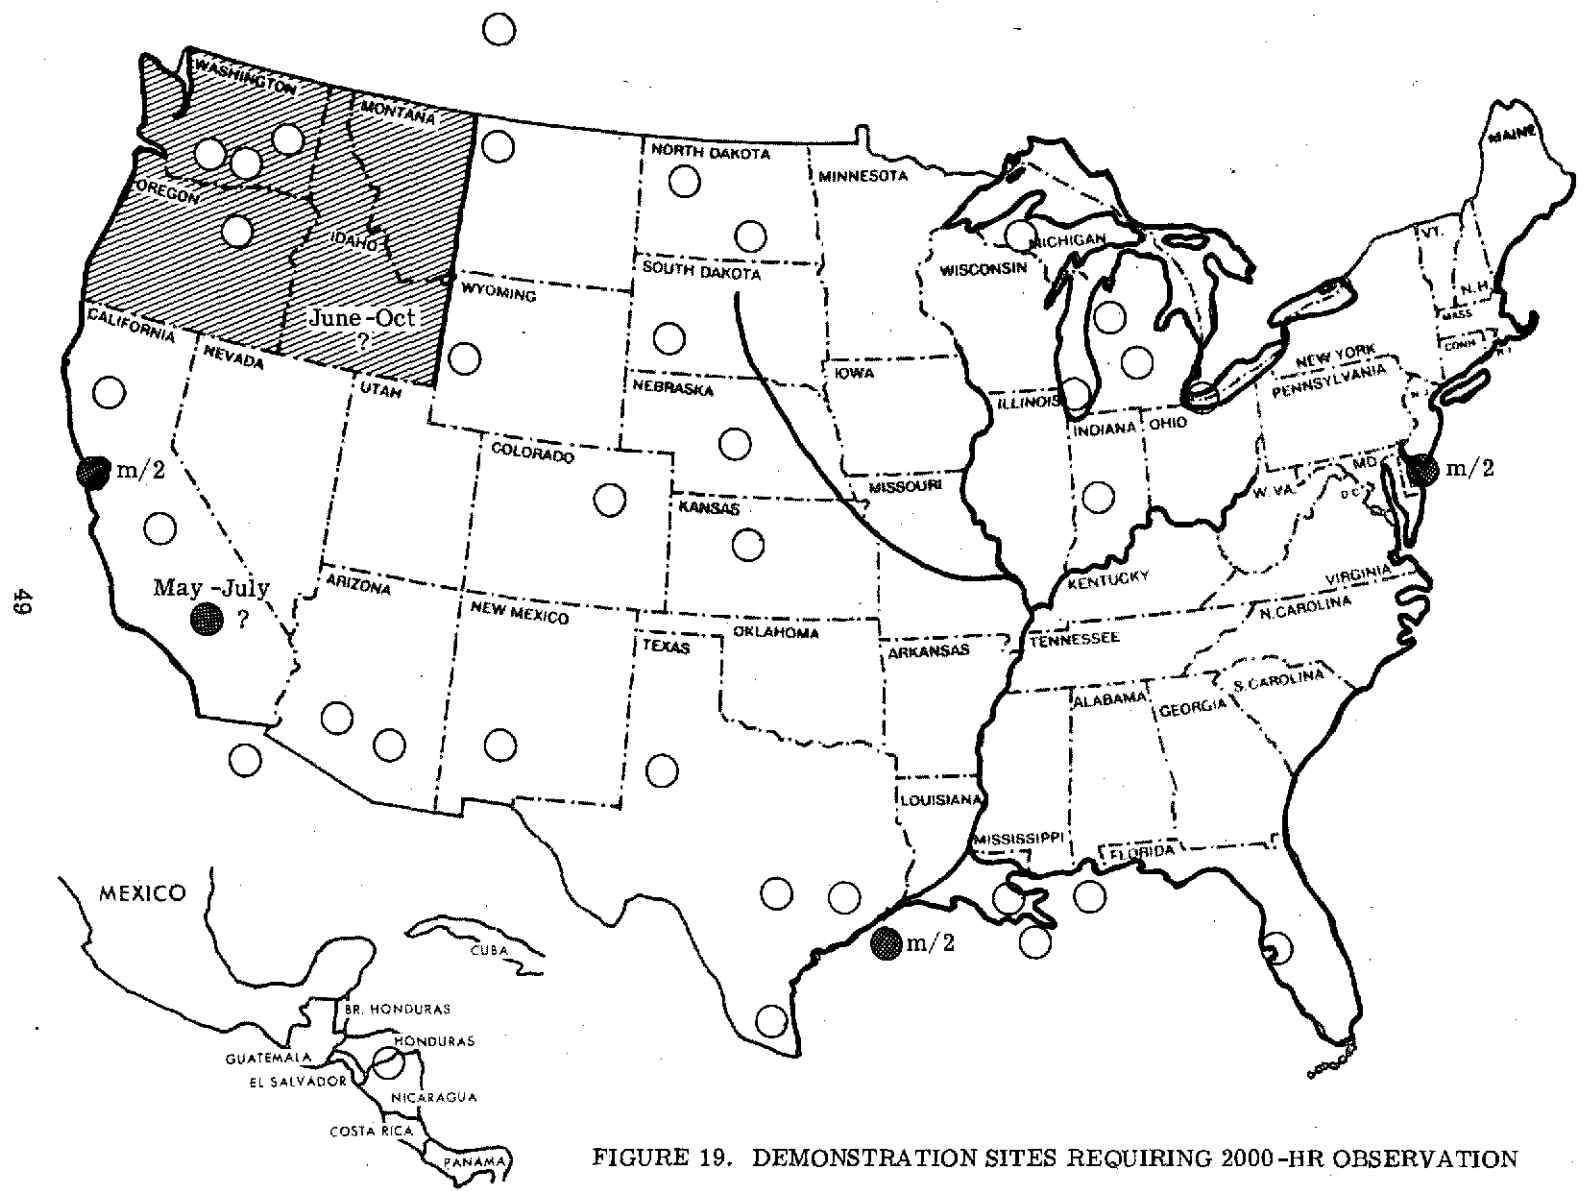 WASHINGTON
MONTANA
NORTH DAKOTA
MINNESOTA
MAINE
OREGON
IDAHO
MICHIGAN
VT.
WISCONSIN
SOUTH DAKOTA
WYOMING
N.H.
MASS
CALIFORNIA
June-Oct
?
NEVADA
UTAH
IOWA
NEW YORK
CONN
R I
NEBRASKA
ILLINOIS
PENNSYLVANIA
N J
INDIANA
OHIO
COLORADO
m/2
MD
m/2
MISSOURI
W. VA.
D C
KANSAS
May-July
?
ARIZONA
NEW MEXICO
KENTUCKY
VIRGINIA
N. CAROLINA
49
TEXAS
OKLAHOMA
ARKANSAS
TENNESSEE
S. CAROLINA
ALABAMA
GEORGIA
LOUISIANA
MISSISSIPPI
FLORIDA
MEXICO
m/2
CUBA
BR. HONDURAS
HONDURAS
GUATEMALA
EL SALVADOR
NICARAGUA
COSTA RICA
PANAMA
FIGURE 19. DEMONSTRATION SITES REQUIRING 2000-HR OBSERVATION